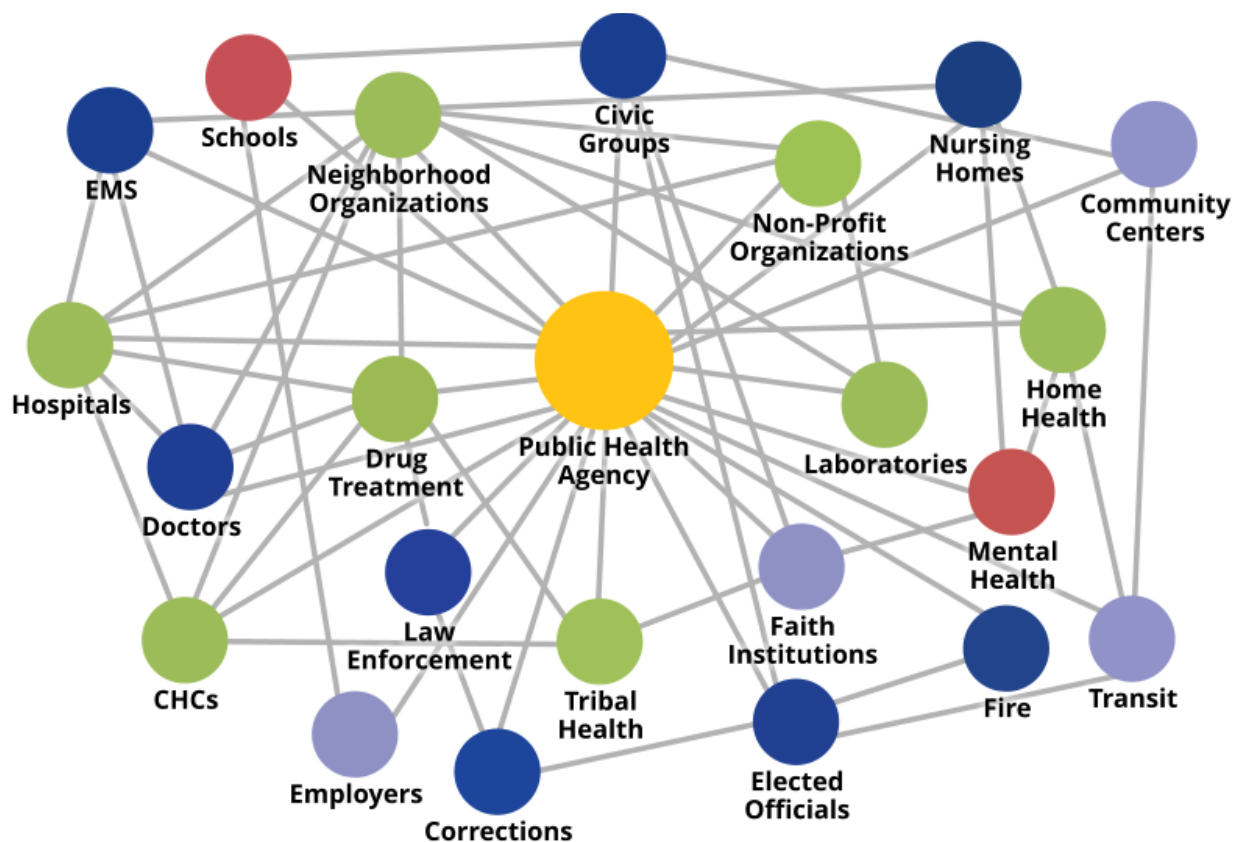 Schools
Civic
Groups
Nursing
Homes
EMS
Neighborhood
Organizations
Non-Profit
Organizations
Community
Centers
Hospitals
Home
Health
Drug
Treatment
Public Health
Agency
Laboratories
Doctors
Mental
Health
Law
Enforcement
Faith
Institutions
CHCs
Tribal
Health
Fire
Transit
Employers
Elected
Officials
Corrections